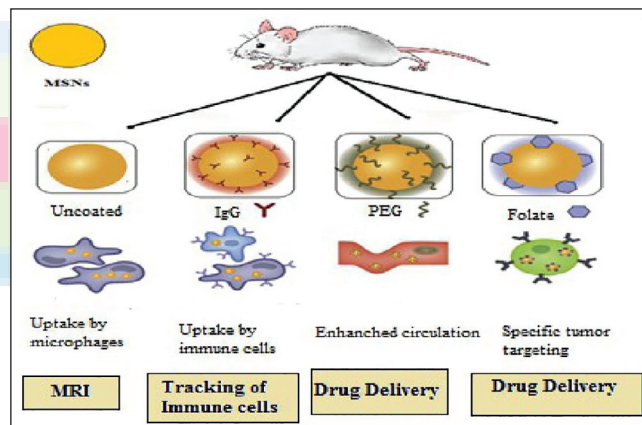 MSNs
Uncoated
IgG
PEG
Folate
Uptake by
microphages
Uptake by
immune cells
Enhanched circulation
Specific tumor
targeting
MRI
Tracking of
Immune cells
Drug Delivery
Drug Delivery